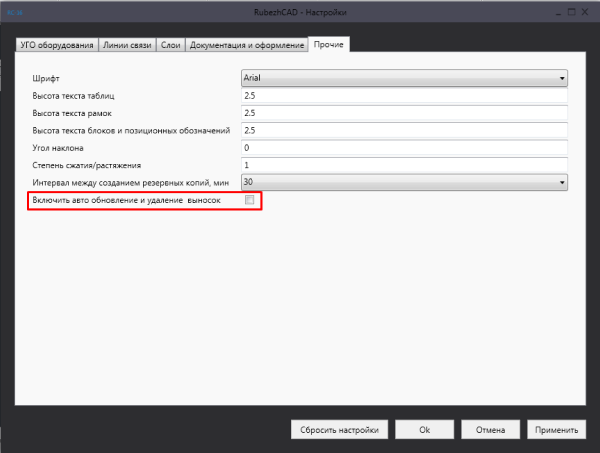 RubezhCAD - Настройки
УГО оборудования Линии связи Слои Документация и оформление Прочие
Шрифт Arial
Высота текста таблиц 2.5
Высота текста рамок 2.5
Высота текста блоков и позиционных обозначений 2.5
Угол наклона 0
Степень сжатия/растяжения 1
Интервал между созданием резервных копий, мин 30
Включить авто обновление и удаление выносок
Сбросить настройки Ok Отмена Применить